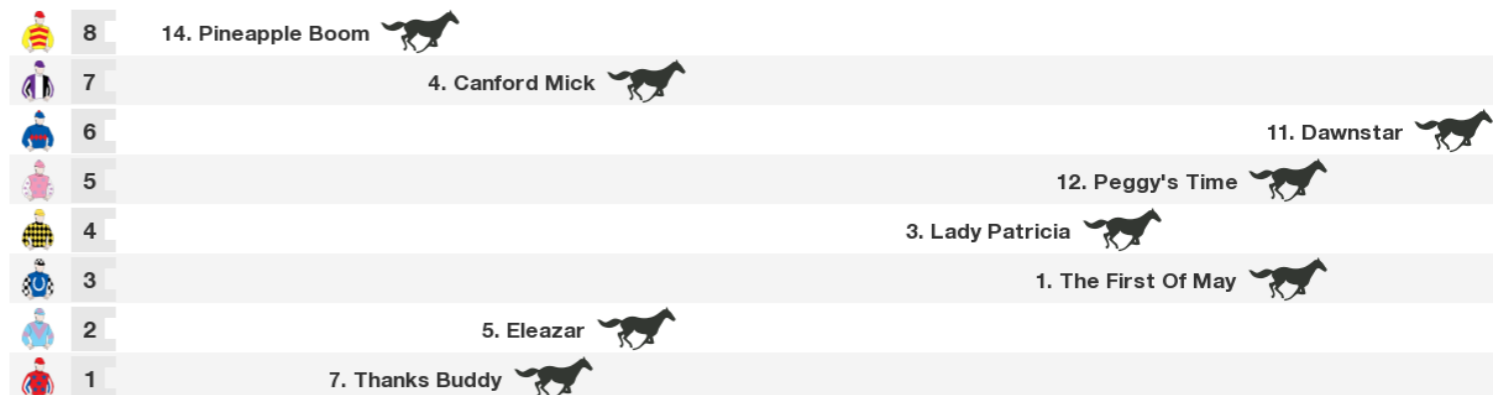 8 14. Pineapple Boom
7 4. Canford Mick
6 11. Dawnstar
5 12. Peggy's Time
4 3. Lady Patricia
3 1. The First Of May
2 5. Eleazar
1 7. Thanks Buddy